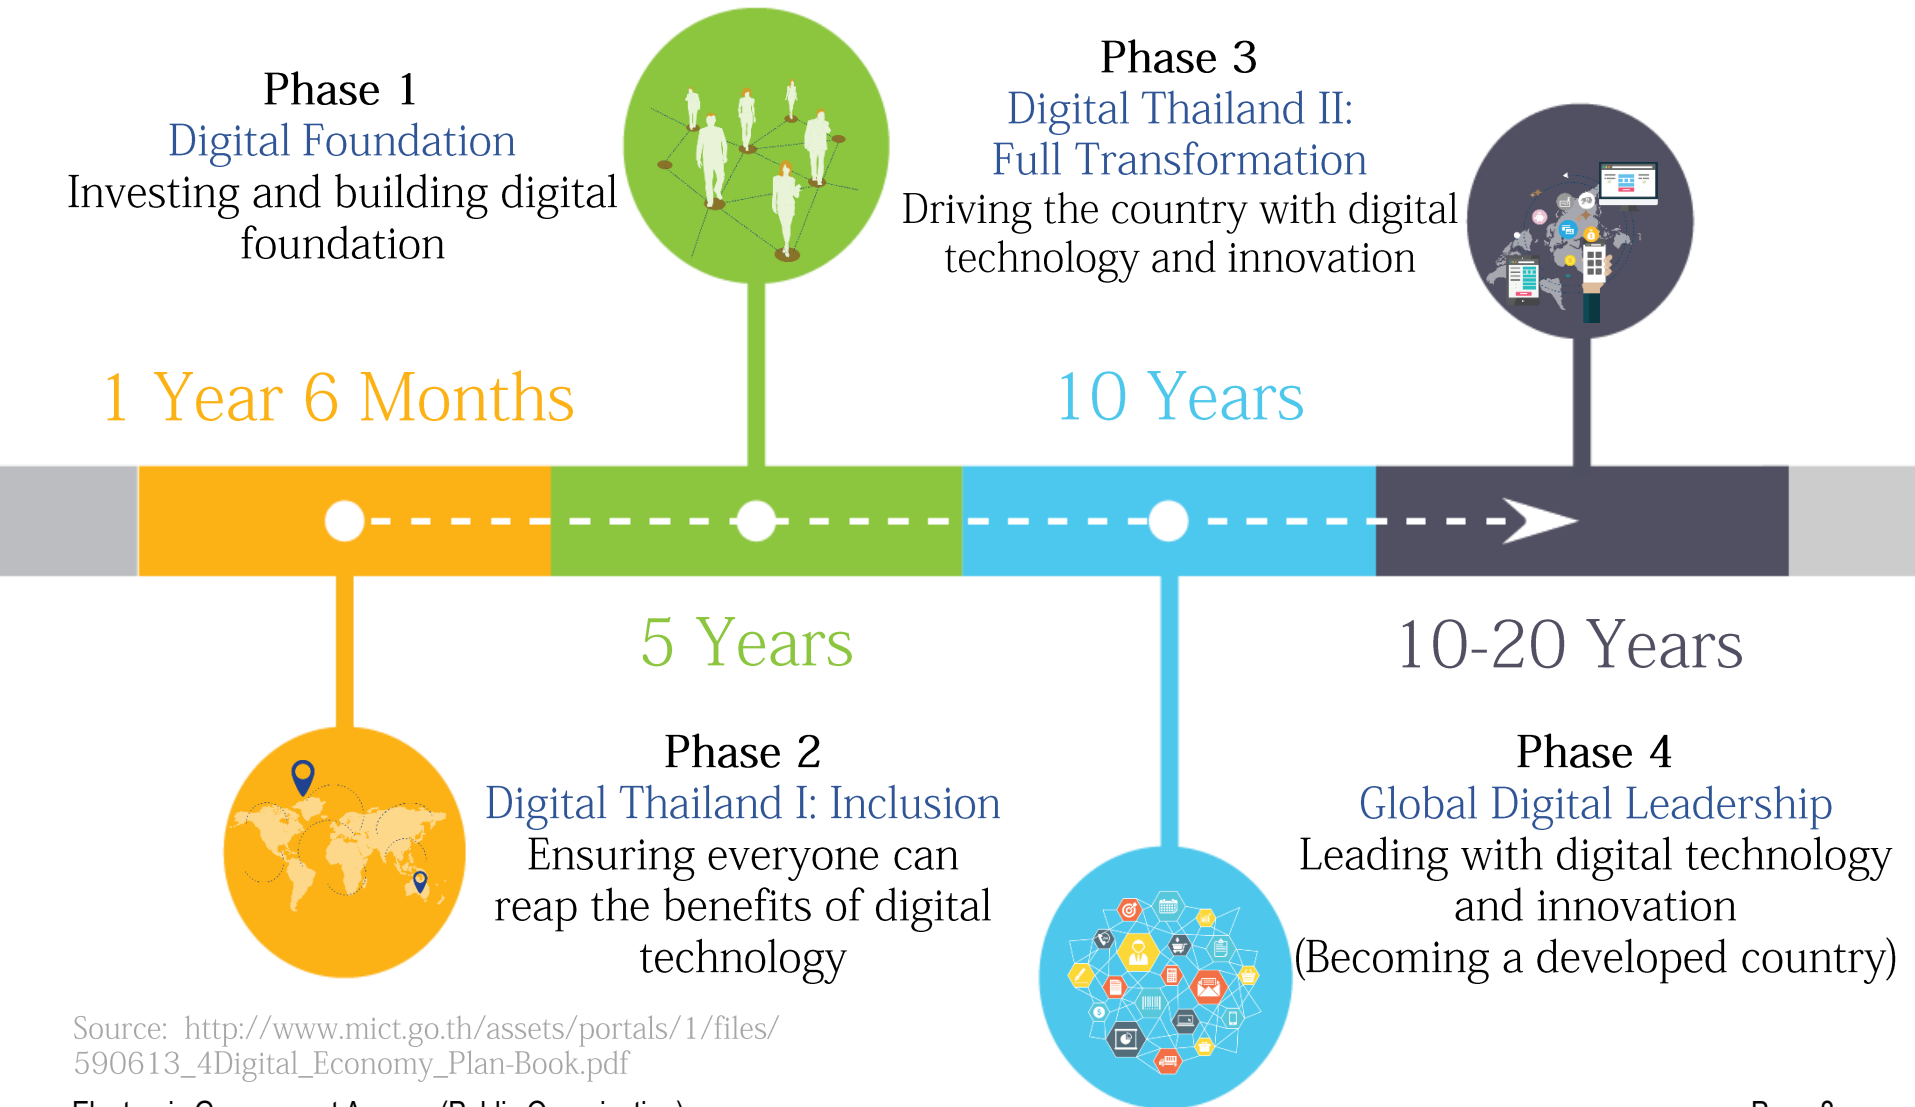 Phase 1
Digital Foundation
Investing and building digital
foundation
1 Year 6 Months
Phase 3
Digital Thailand II:
Full Transformation
Driving the country with digital
technology and innovation
10 Years
5 Years
Phase 2
Digital Thailand I: Inclusion
Ensuring everyone can
reap the benefits of digital
technology
10-20 Years
Phase 4
Global Digital Leadership
Leading with digital technology
and innovation
(Becoming a developed country)
Source: http://www.mict.go.th/assets/portals/1/files/
590613_4Digital_Economy_Plan-Book.pdf